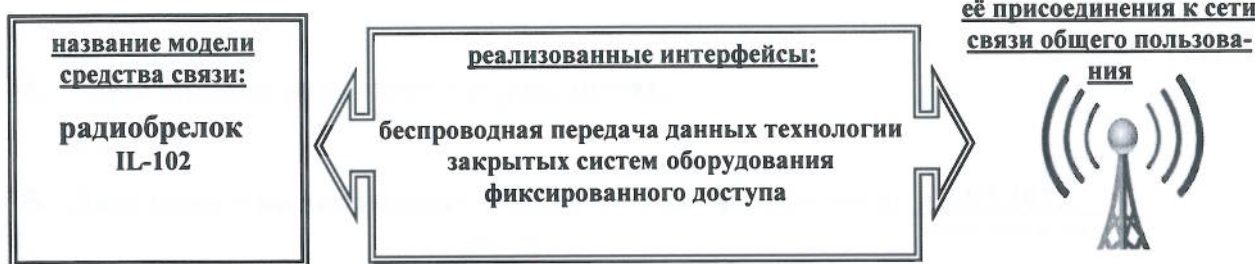 название модели
средства связи:
радиобрелок
IL-102
реализованные интерфейсы:
беспроводная передача данных технологии
закрытых систем оборудования
фиксированного доступа
её присоединения к сети
связи общего пользова-
ния